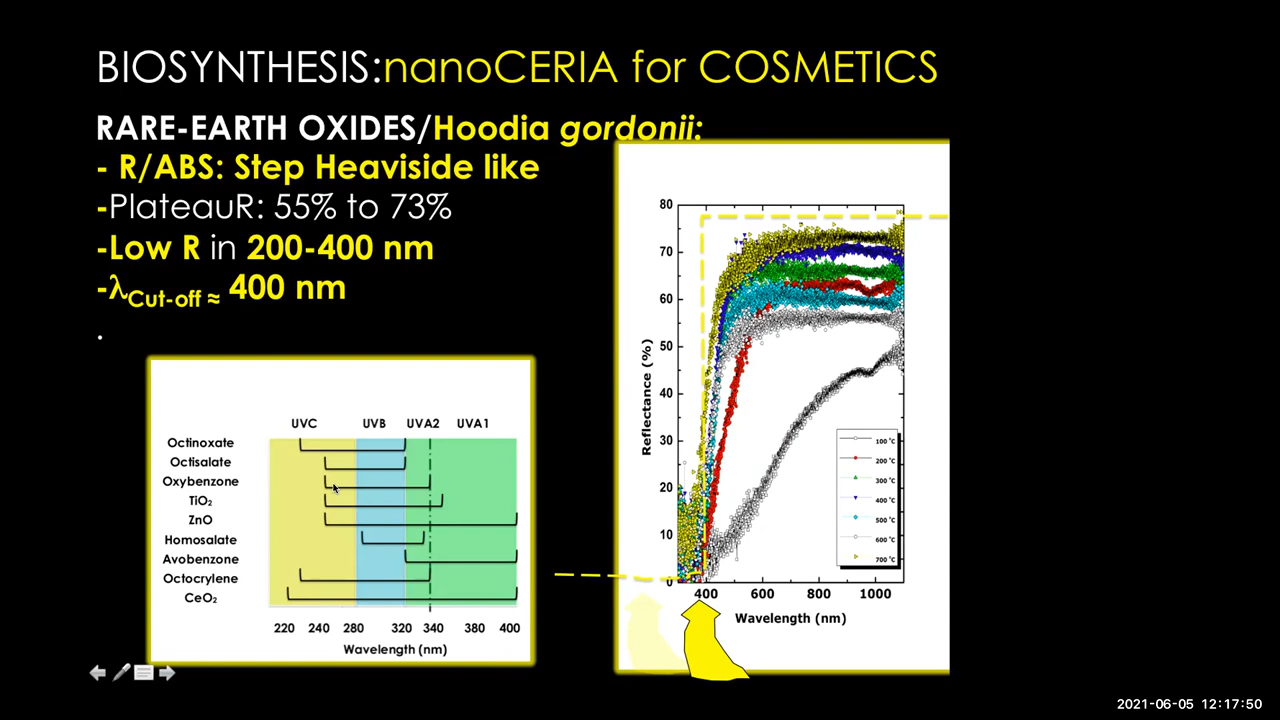 BIOSYNTHESIS:nanoCERIA for COSMETICS
RARE-EARTH OXIDES/Hoodia gordonii:
- R/ABS: Step Heaviside like
-PlateauR: 55% to 73%
-Low R in 200-400 nm
-λCut-off ≈ 400 nm
.
UVC UVB UVA2 UVA1
Octinoxate
Octisalate
Oxybenzone
TiO₂
ZnO
Homosalate
Avobenzone
Octocrylene
CeO₂
220 240 280 320 340 380 400
Wavelength (nm)
Reflectance (%)
80
70
60
50
40
30
20
10
0
100 °C
200 °C
300 °C
400 °C
500 °C
600 °C
700 °C
400 600 800 1000
Wavelength (nm)
2021-06-05 12:17:50